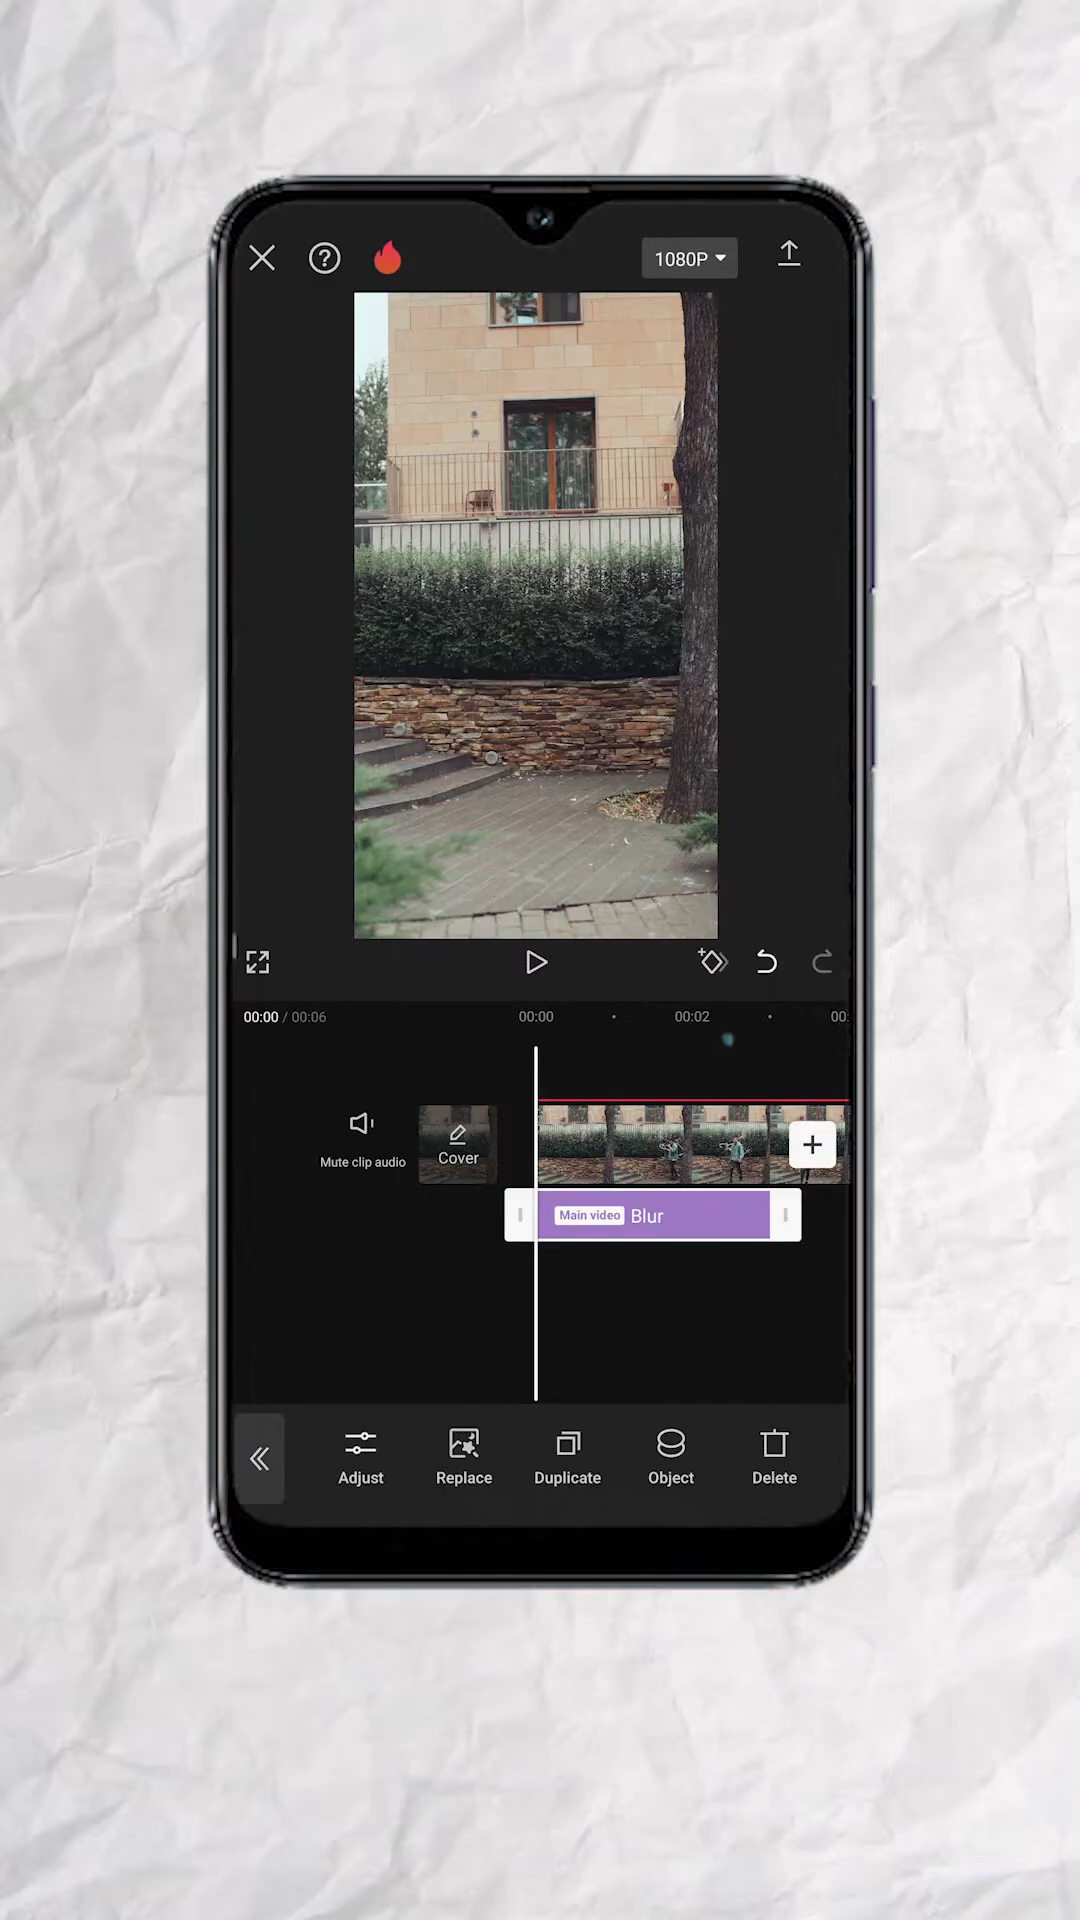 1080P
00:00 / 00:06
00:00
00:02
00:
Mute clip audio
Cover
Main video Blur
Adjust
Replace
Duplicate
Object
Delete